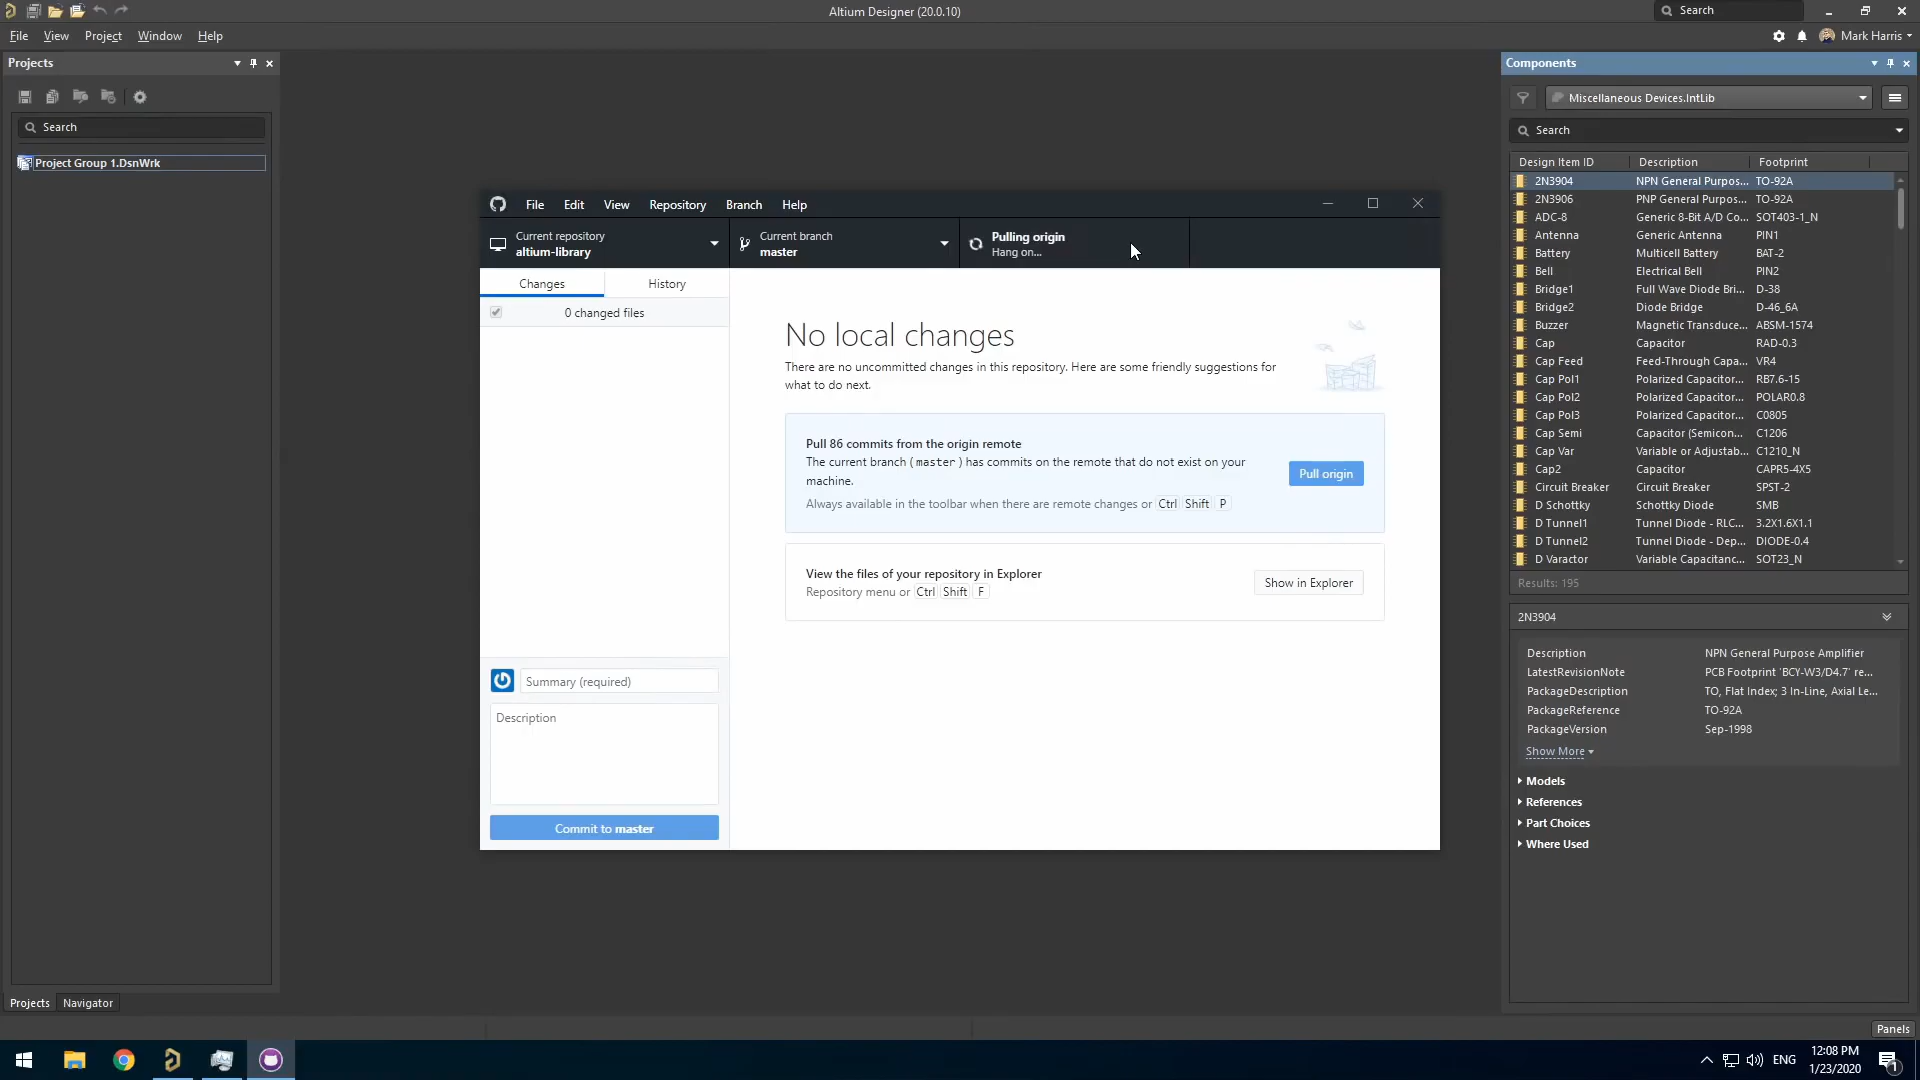 Altium Designer (20.0.10)
Search
File View Project Window Help
Mark Harris
Projects
Search
Project Group 1.DsnWrk
Projects Navigator
File Edit View Repository Branch Help
Current repository
altium-library
Current branch
master
Pulling origin
Hang on...
Changes History
0 changed files
Summary (required)
Description
Commit to master
No local changes
There are no uncommitted changes in this repository. Here are some friendly suggestions for
what to do next.
Pull 86 commits from the origin remote
The current branch (master) has commits on the remote that do not exist on your
machine.
Always available in the toolbar when there are remote changes or Ctrl Shift P
Pull origin
View the files of your repository in Explorer
Repository menu or Ctrl Shift F
Show in Explorer
Components
Miscellaneous Devices.IntLib
Search
Design Item ID Description Footprint
2N3904 NPN General Purpos... TO-92A
2N3906 PNP General Purpos... TO-92A
ADC-8 Generic 8-Bit A/D Co... SOT403-1_N
Antenna Generic Antenna PIN1
Battery Multicell Battery BAT-2
Bell Electrical Bell PIN2
Bridge1 Full Wave Diode Bri... D-38
Bridge2 Diode Bridge D-46_6A
Buzzer Magnetic Transduce... ABSM-1574
Cap Capacitor RAD-0.3
Cap Feed Feed-Through Capa... VR4
Cap Pol1 Polarized Capacitor... RB7.6-15
Cap Pol2 Polarized Capacitor... POLAR0.8
Cap Pol3 Polarized Capacitor... C0805
Cap Semi Capacitor (Semicon... C1206
Cap Var Variable or Adjustab... C1210_N
Cap2 Capacitor CAPR5-4X5
Circuit Breaker Circuit Breaker SPST-2
D Schottky Schottky Diode SMB
D Tunnel1 Tunnel Diode - RLC... 3.2X1.6X1.1
D Tunnel2 Tunnel Diode - Dep... DIODE-0.4
D Varactor Variable Capacitanc... SOT23_N
Results: 195
2N3904
Description NPN General Purpose Amplifier
LatestRevisionNote PCB Footprint 'BCY-W3/D4.7' re...
PackageDescription TO, Flat Index; 3 In-Line, Axial Le...
PackageReference TO-92A
PackageVersion Sep-1998
Show More
Models
References
Part Choices
Where Used
Panels
ENG
12:08 PM
1/23/2020
1